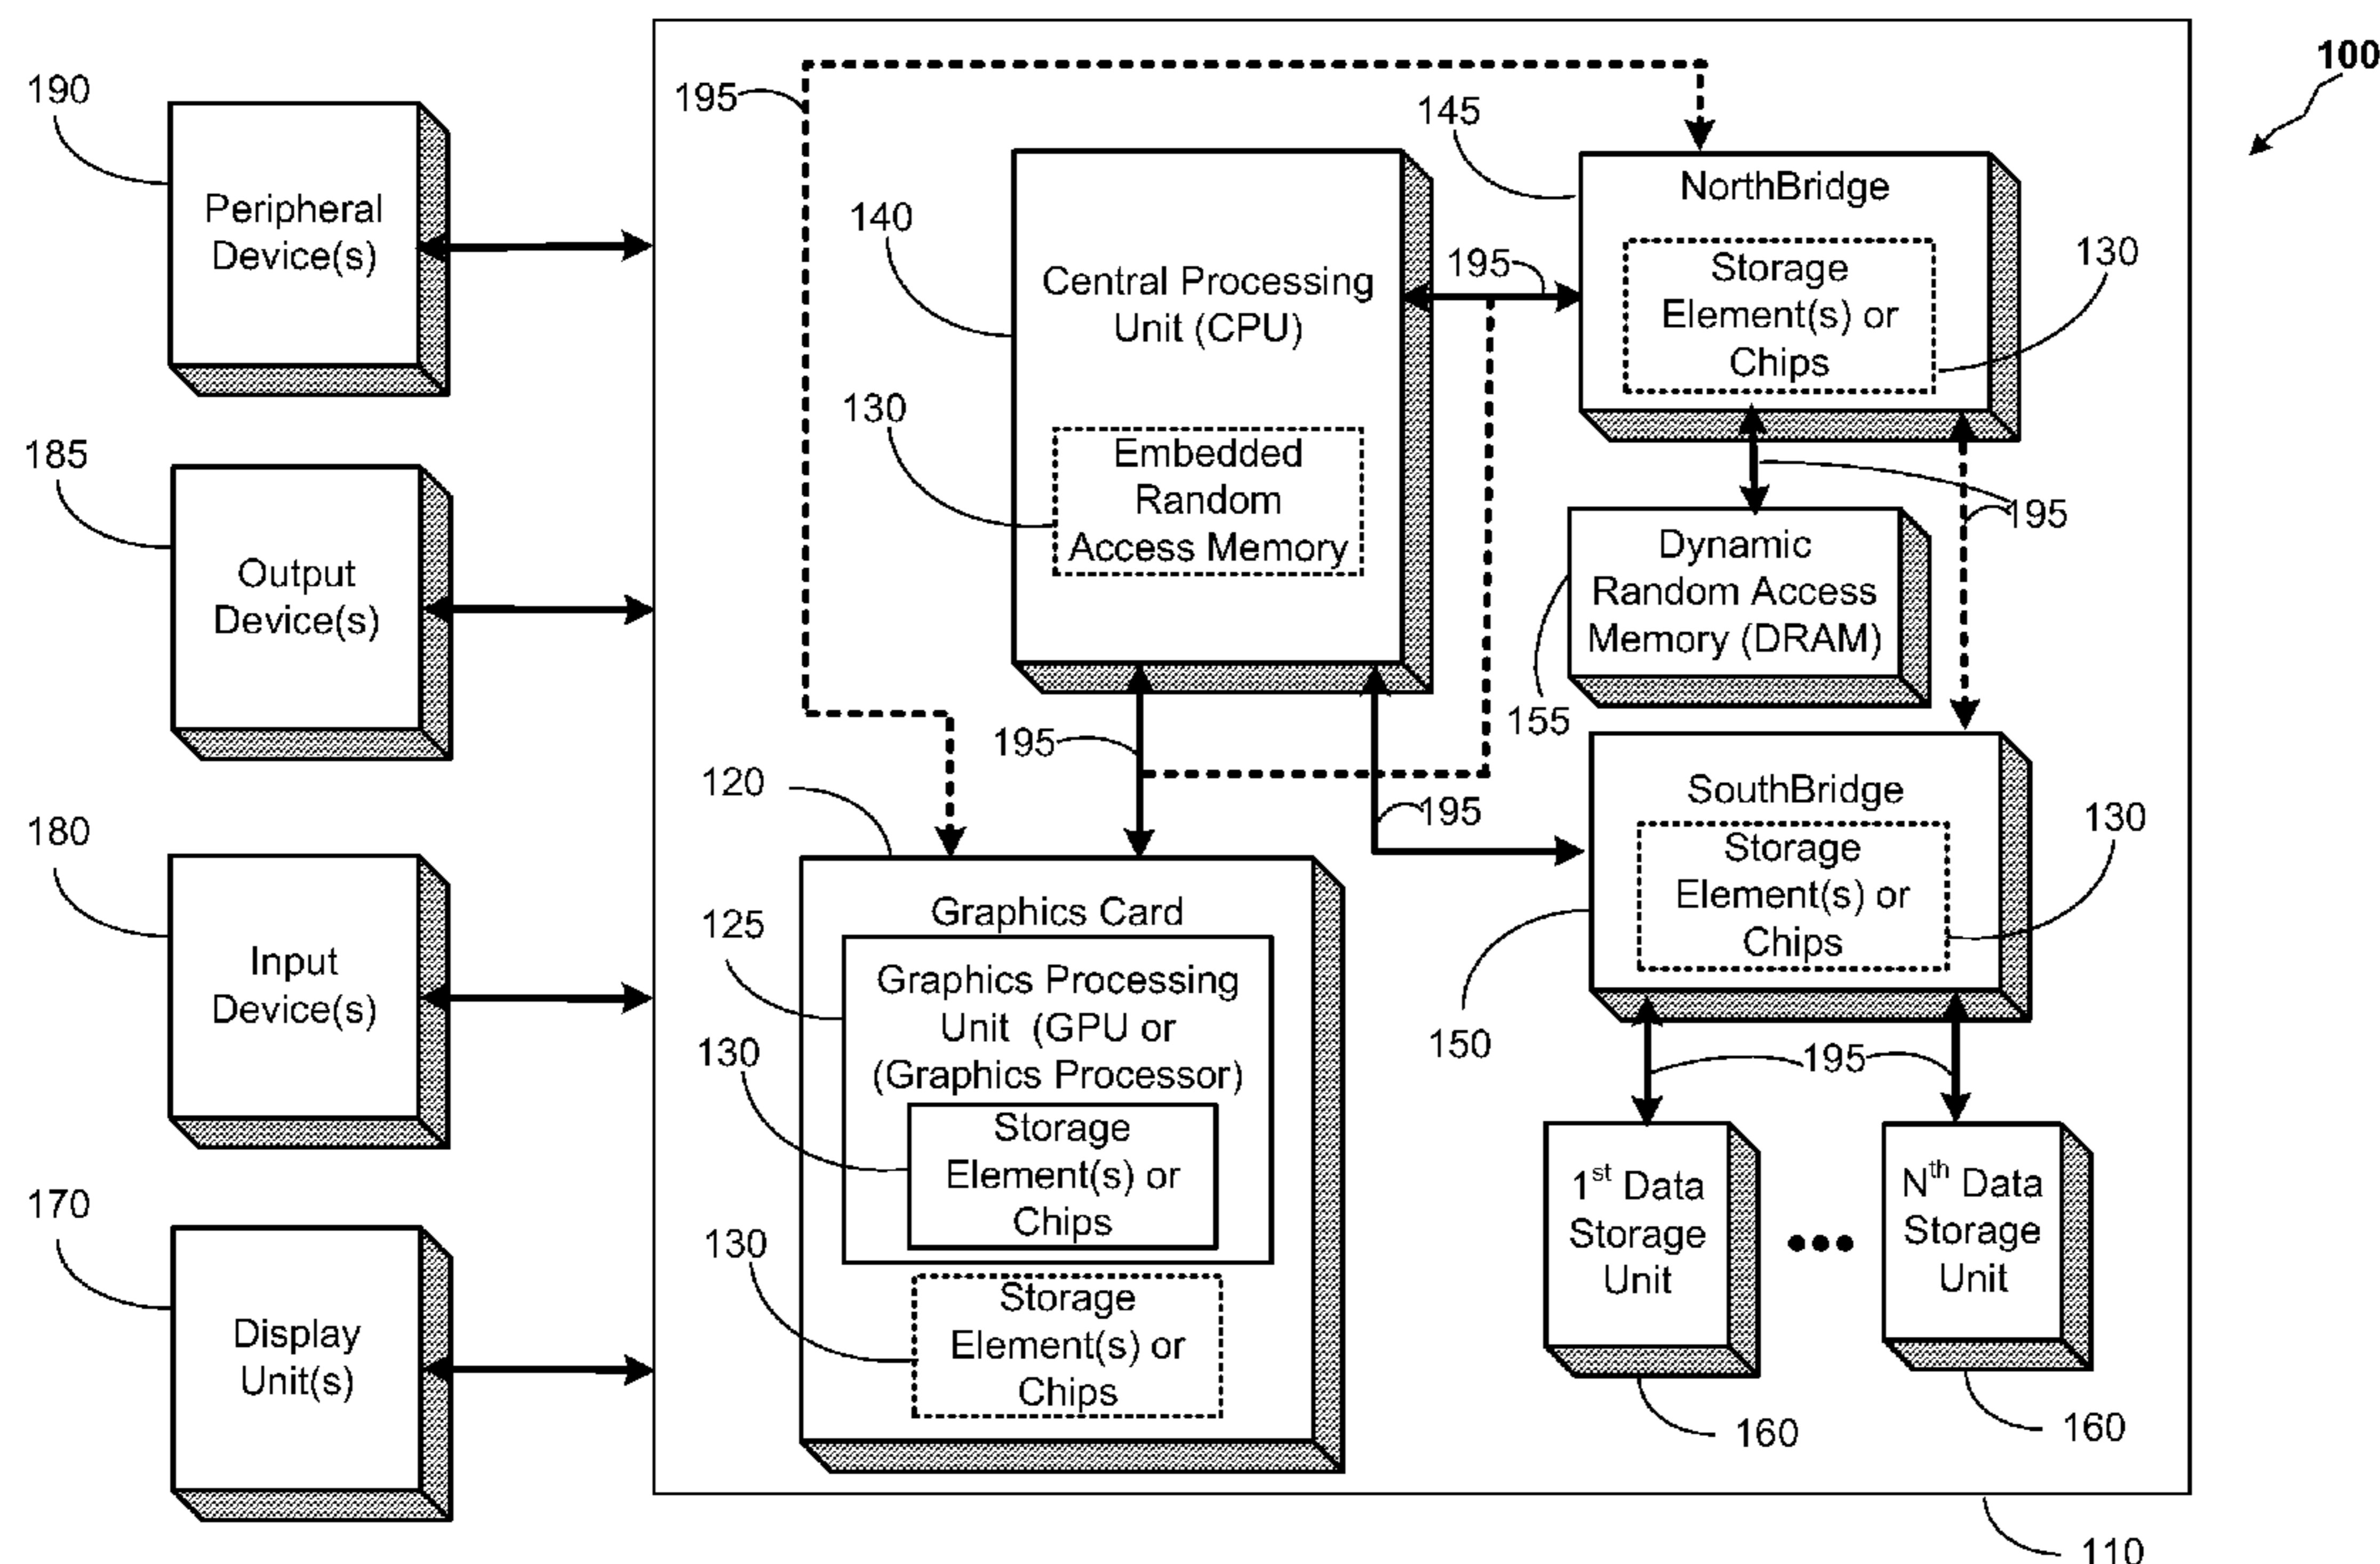 100
190
Peripheral
Device(s)
185
Output
Device(s)
180
Input
Device(s)
170
Display
Unit(s)
195
140
Central Processing
Unit (CPU)
130
Embedded
Random
Access Memory
195
145
NorthBridge
Storage
Element(s) or
Chips
130
195
Dynamic
Random Access
Memory (DRAM)
155
195
195
120
Graphics Card
125
Graphics Processing
Unit (GPU or
(Graphics Processor)
130
Storage
Element(s) or
Chips
130
Storage
Element(s) or
Chips
SouthBridge
Storage
Element(s) or
Chips
130
150
195
1st Data
Storage
Unit
•••
Nth Data
Storage
Unit
160
160
110